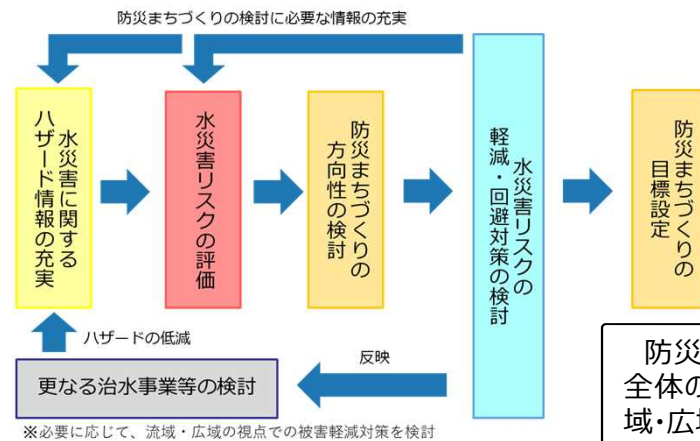 防災まちづくりの検討に必要な情報の充実
水災害に関する
ハザード情報の充実
水災害リスクの評価
防災まちづくりの
方向性の検討
水災害リスクの
軽減・回避対策の検討
防災まちづくりの
目標設定
ハザードの低減
反映
更なる治水事業等の検討
※必要に応じて、流域・広域の視点での被害軽減対策を検討
防災
全体の
域・広域